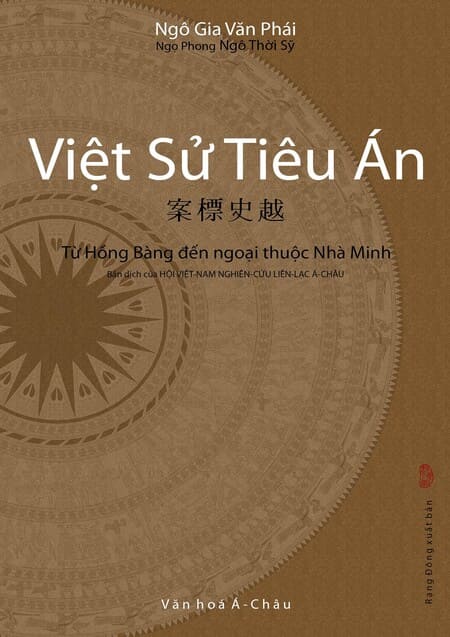 Ngô Gia Văn Phái
Ngọ Phong Ngô Thời Sỹ
Việt Sử Tiêu Án
案標史越
Từ Hồng Bàng đến ngoại thuộc Nhà Minh
Bản dịch của HỘI VIỆT-NAM NGHIÊN-CỨU LIÊN-LẠC Á-CHÂU
Rạng Đông xuất bản
Văn hoá Á-Châu